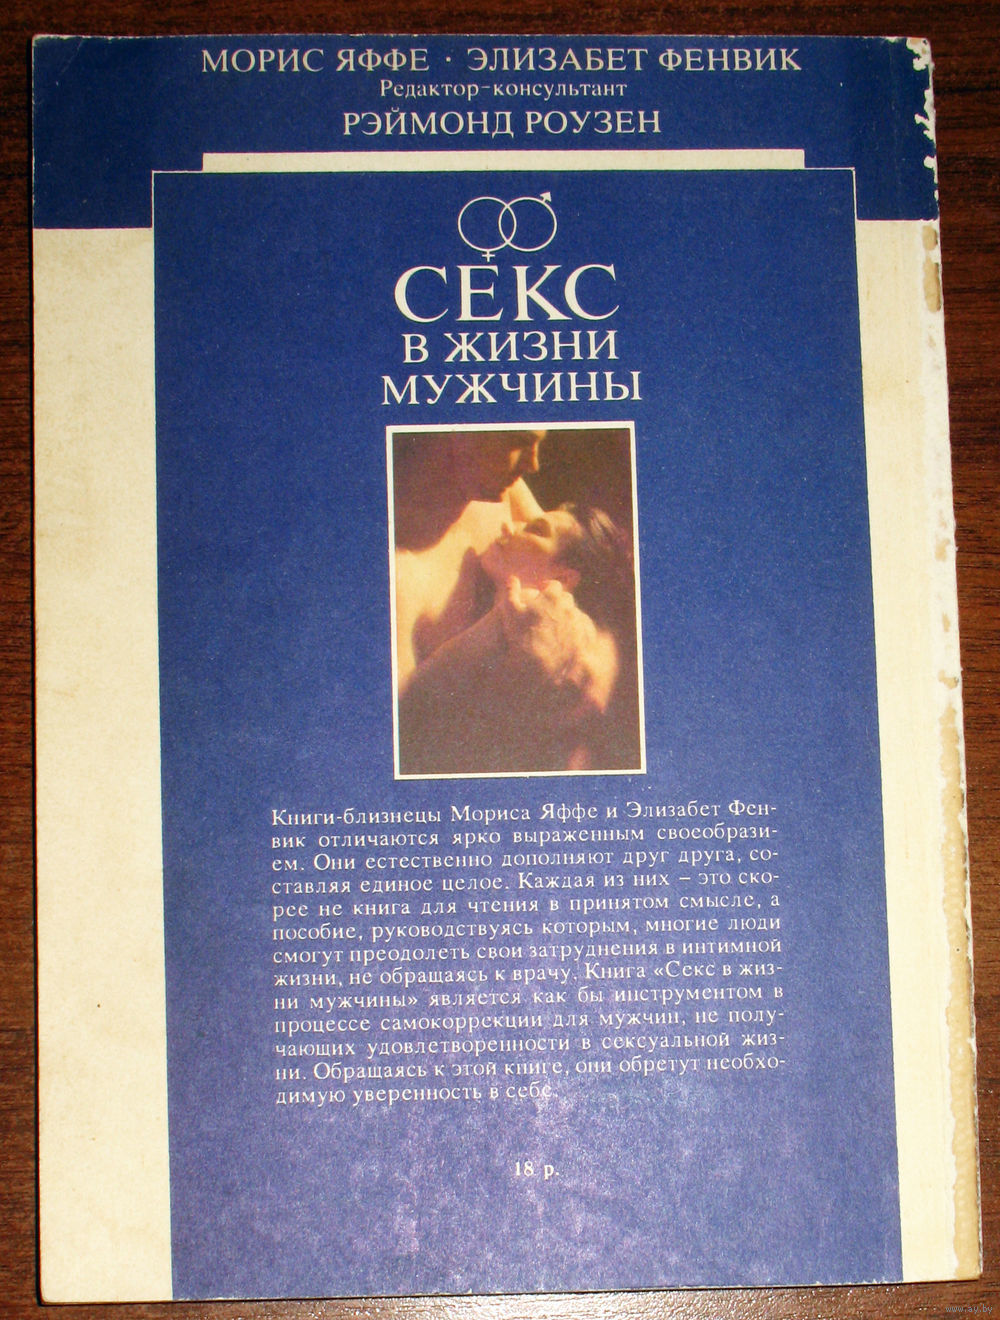 МОРИС ЯФФЕ · ЭЛИЗАБЕТ ФЕНВИК
Редактор-консультант
РЭЙМОНД РОУЗЕН
СЕКС
В ЖИЗНИ
МУЖЧИНЫ
Книги-близнецы Мориса Яффе и Элизабет Фен-
вик отличаются ярко выраженным своеобрази-
ем. Они естественно дополняют друг друга, со-
ставляя единое целое. Каждая из них – это ско-
рее не книга для чтения в принятом смысле, а
пособие, руководствуясь которым, многие люди
смогут преодолеть свои затруднения в интимной
жизни, не обращаясь к врачу. Книга «Секс в жиз-
ни мужчины» является как бы инструментом в
процессе самокоррекции для мужчин, не полу-
чающих удовлетворенности в сексуальной жиз-
ни. Обращаясь к этой книге, они обретут необхо-
димую уверенность в себе.
18 р.
www.ay.by